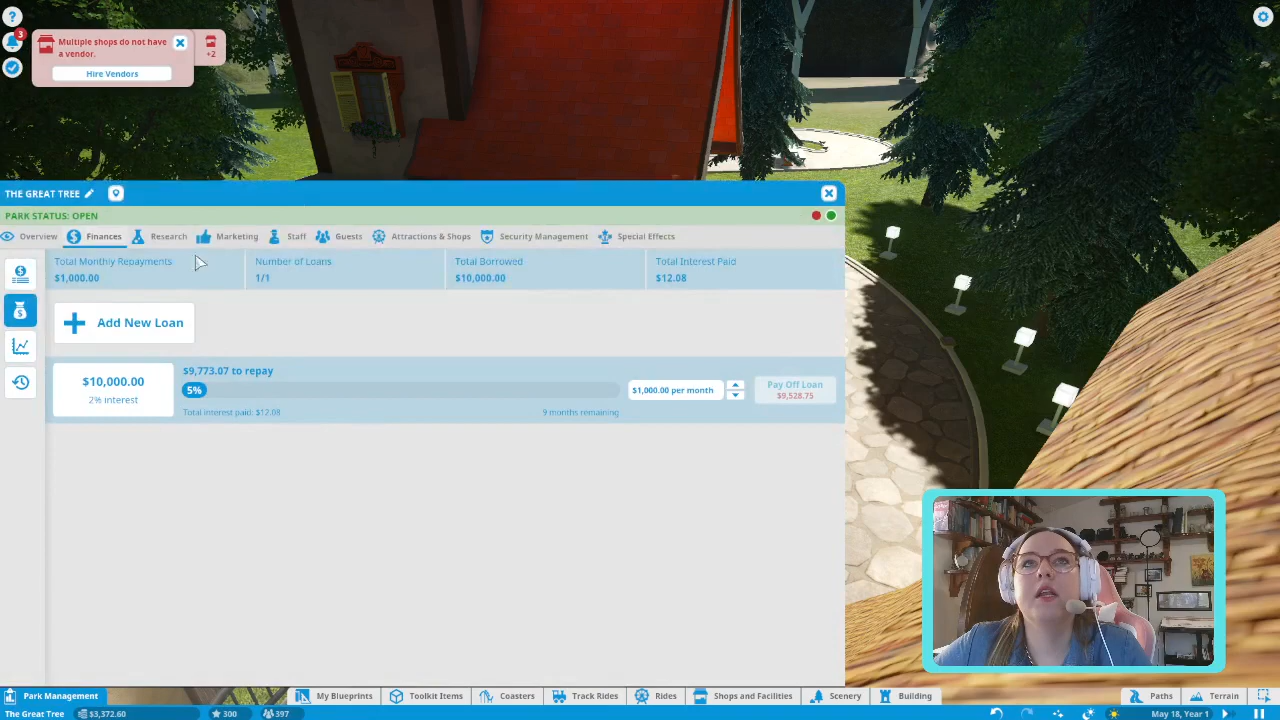 ?
3
Multiple shops do not have
a vendor.
+2
Hire Vendors
THE GREAT TREE
PARK STATUS: OPEN
Overview Finances Research Marketing Staff Guests Attractions & Shops Security Management Special Effects
Total Monthly Repayments Number of Loans Total Borrowed Total Interest Paid
$1,000.00 1/1 $10,000.00 $12.08
Add New Loan
$10,000.00
2% interest
$9,773.07 to repay
5%
Total interest paid: $12.08 9 months remaining
$1,000.00 per month
Pay Off Loan
$9,528.75
Park Management My Blueprints Toolkit Items Coasters Track Rides Rides Shops and Facilities Scenery Building Paths Terrain
The Great Tree $3,372.60 300 397 May 18, Year 1